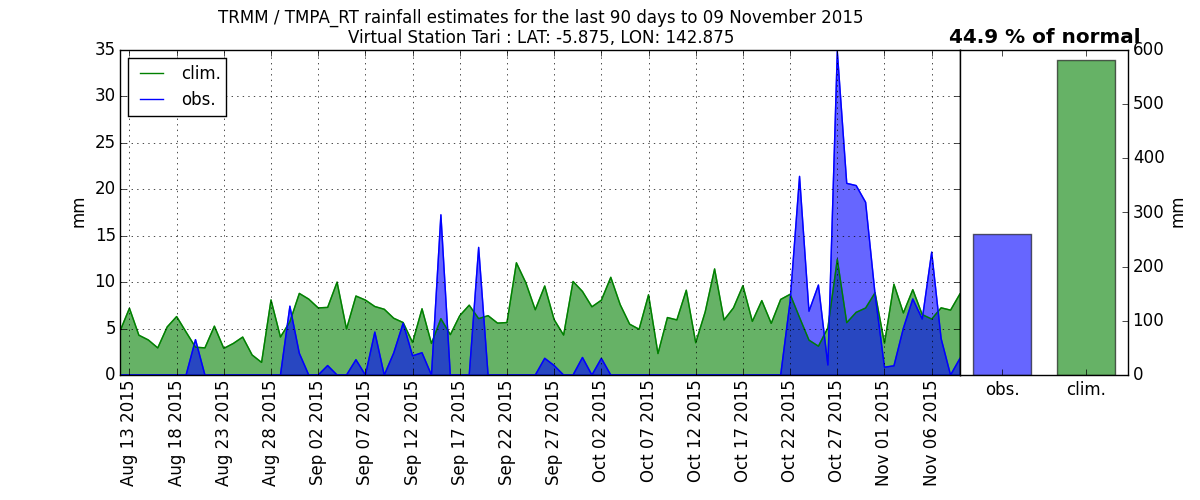 TRMM / TMPA_RT rainfall estimates for the last 90 days to 09 November 2015
Virtual Station Tari : LAT: -5.875, LON: 142.875
44.9 % of normal
35
30
25
20
15
10
5
0
mm
clim.
obs.
Aug 13 2015
Aug 18 2015
Aug 23 2015
Aug 28 2015
Sep 02 2015
Sep 07 2015
Sep 12 2015
Sep 17 2015
Sep 22 2015
Sep 27 2015
Oct 02 2015
Oct 07 2015
Oct 12 2015
Oct 17 2015
Oct 22 2015
Oct 27 2015
Nov 01 2015
Nov 06 2015
obs.
clim.
600
500
400
300
200
100
0
mm